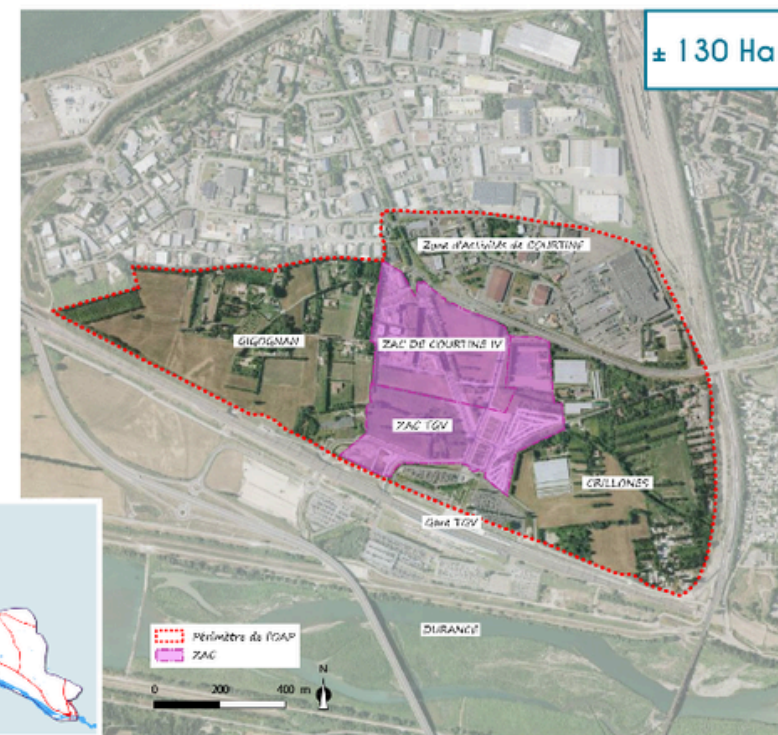 ± 130 Ha
Zone d'Activités de COURTINE
GIGOGNAN
ZAC DE COURTINE IV
ZAC TGV
CRILLONES
Gare TGV
DURANCE
Périmètre de l'OAP
ZAC
N
0 200 400 m